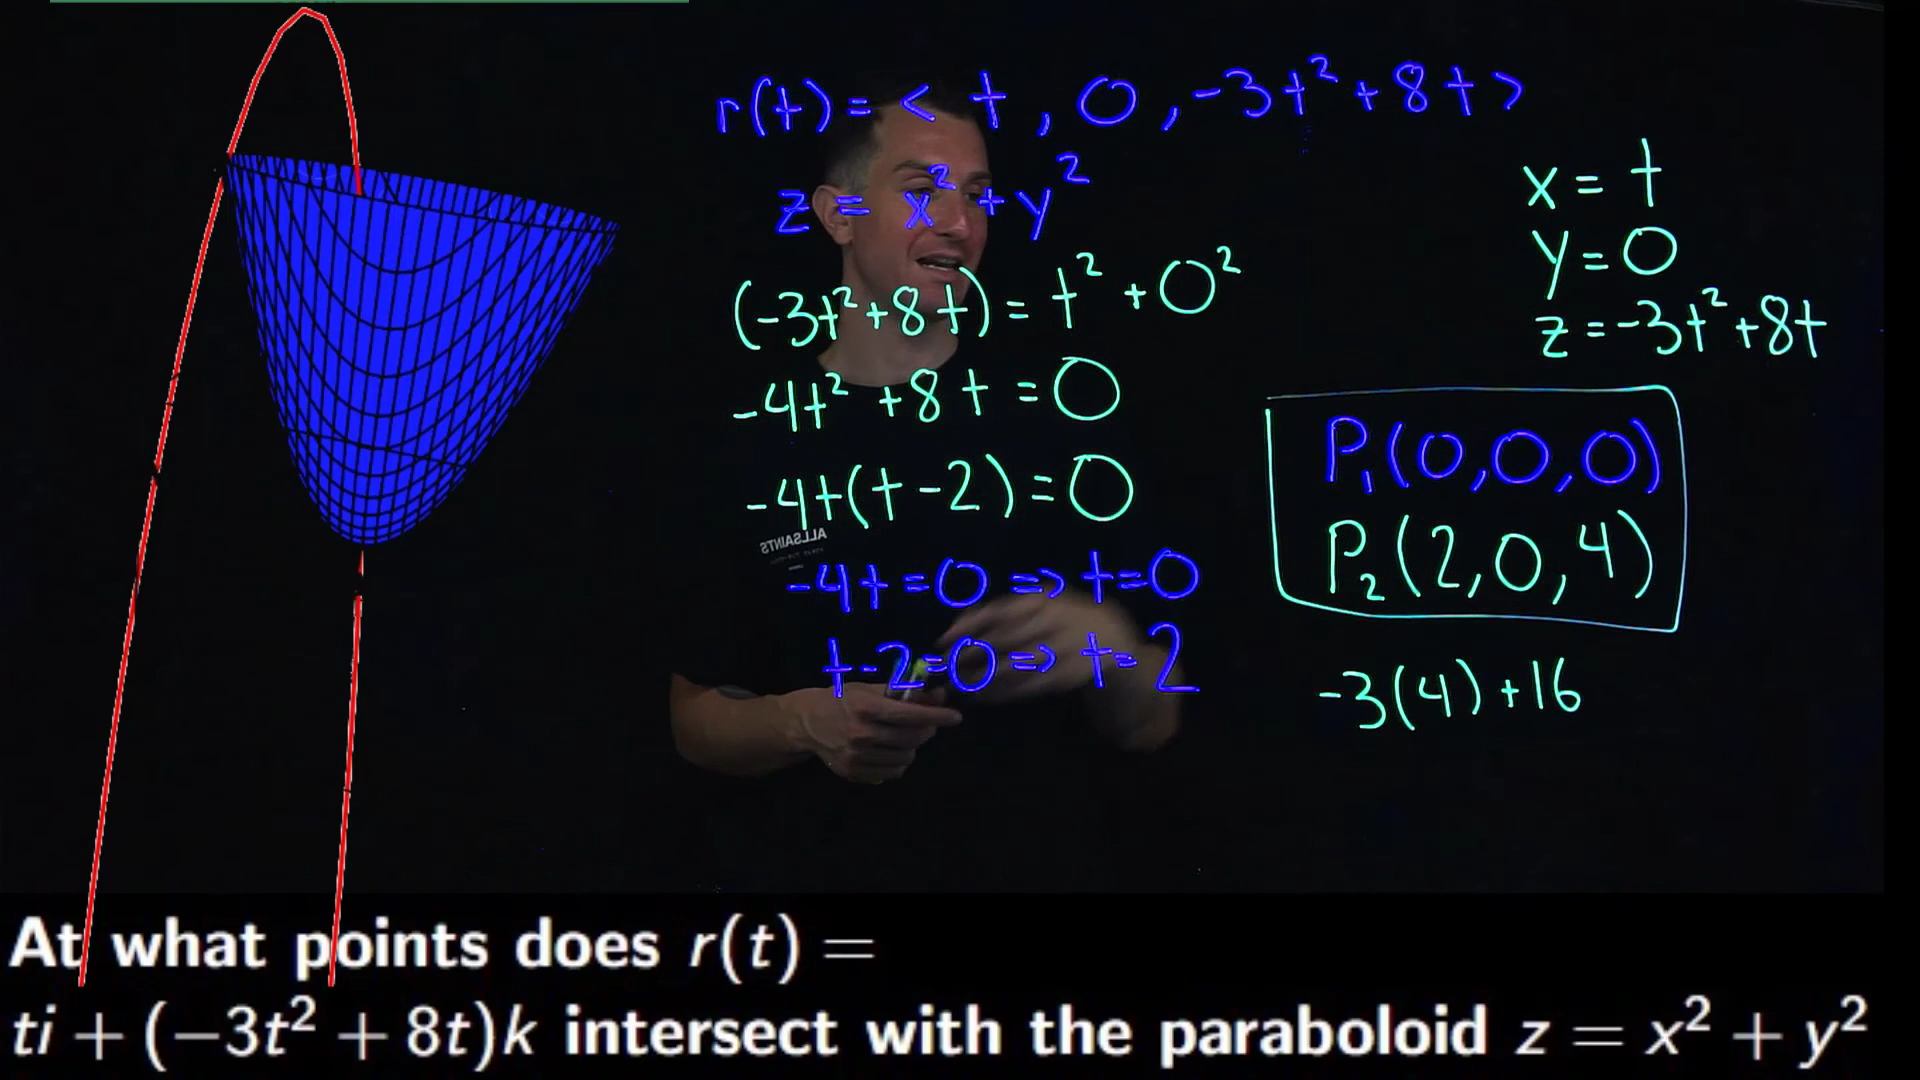 r(t) = < t , 0 , -3t² + 8t >
z = x² + y²
(-3t² + 8t) = t² + 0²
-4t² + 8t = 0
-4t(t - 2) = 0
ALLSAINTS
-4t = 0 => t = 0
t - 2 = 0 => t = 2
x = t
y = 0
z = -3t² + 8t
P₁(0, 0, 0)
P₂(2, 0, 4)
-3(4) + 16
At what points does r(t) =
ti + (−3t² + 8t)k intersect with the paraboloid z = x² + y²